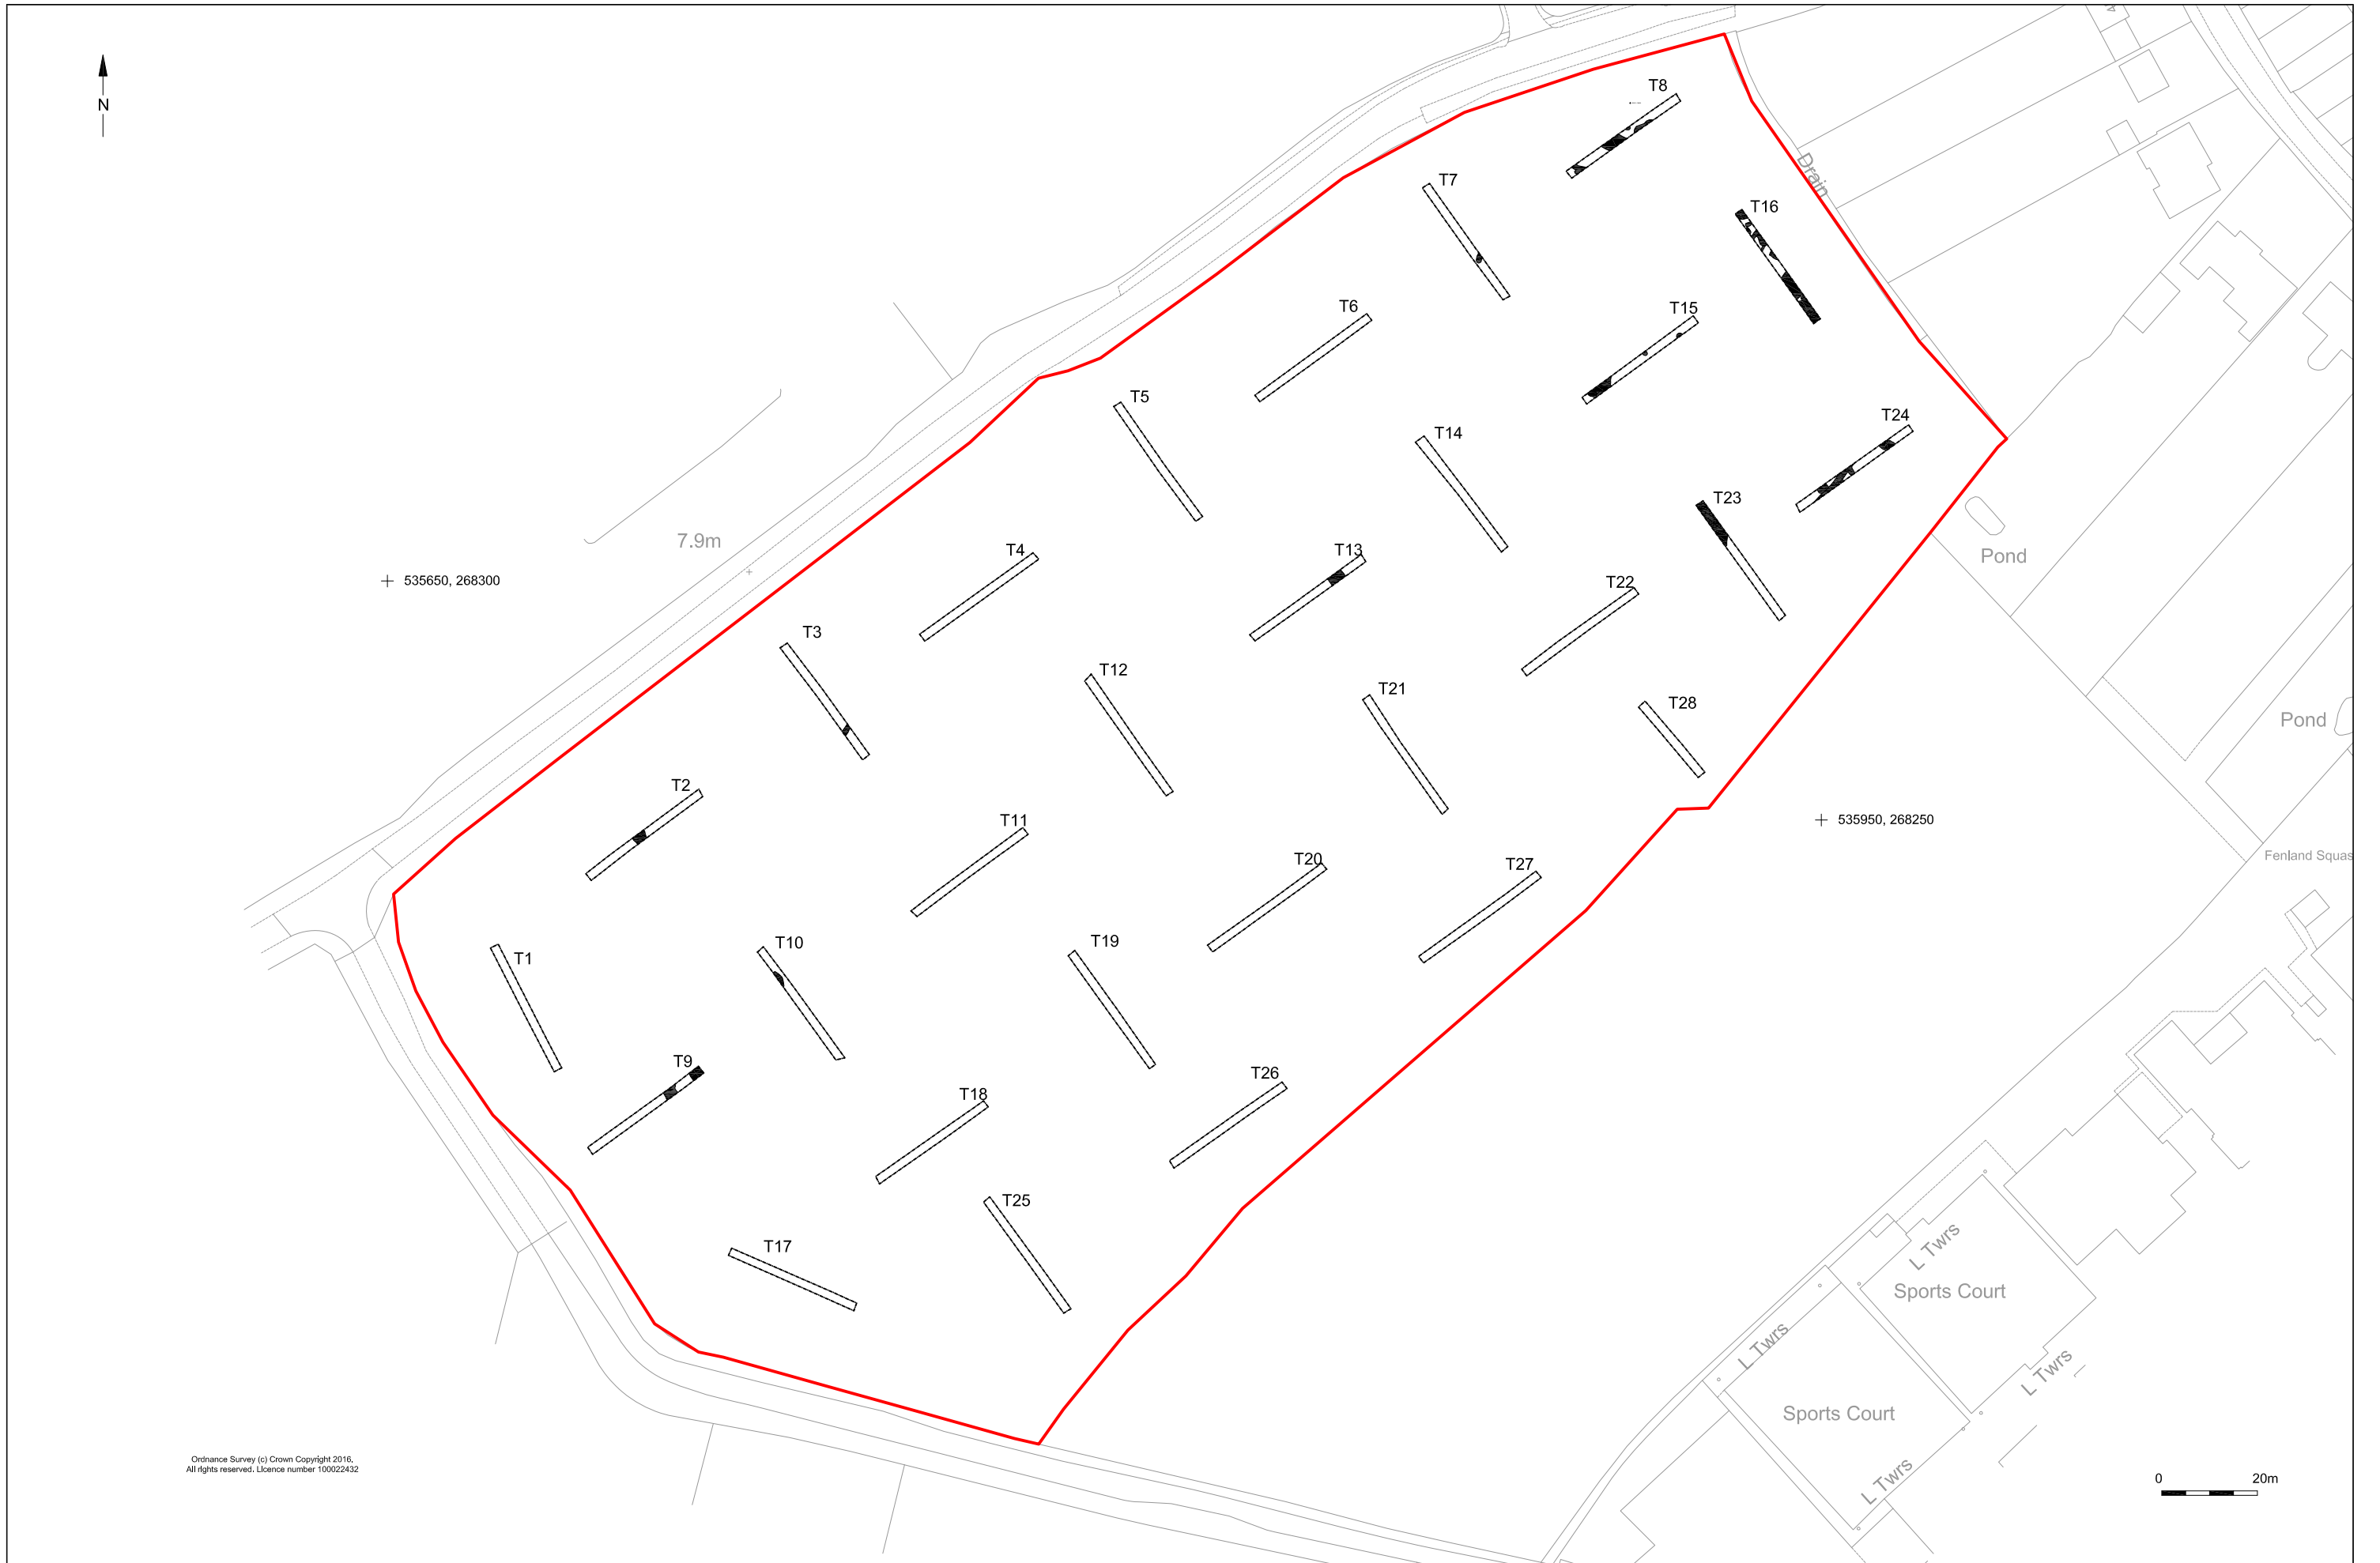 T8
N
Drain
T7
T16
T6
T15
T5
T24
T14
T23
7.9m
T4
T13
Pond
535650, 268300
T22
T3
T12
T21
T28
Pond
T2
T11
535950, 268250
T20
T27
Fenland Squas
T10
T19
T1
T9
T26
T18
T25
T17
L Twrs
Sports Court
L Twrs
L Twrs
Sports Court
L Twrs
Ordnance Survey (c) Crown Copyright 2016,
All rights reserved. Licence number 100022432
0 20m